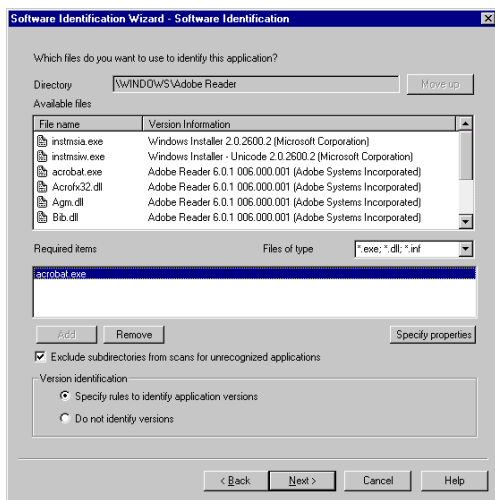 Software Identification Wizard - Software Identification
Which files do you want to use to identify this application?
Directory \WINDOWS\Adobe Reader Move up
Available files
File name Version Information
instmsia.exe Windows Installer 2.0.2600.2 (Microsoft Corporation)
instmsiw.exe Windows Installer - Unicode 2.0.2600.2 (Microsoft Corporation)
acrobat.exe Adobe Reader 6.0.1 006.000.001 (Adobe Systems Incorporated)
Acrofx32.dll Adobe Reader 6.0.1 006.000.001 (Adobe Systems Incorporated)
Agm.dll Adobe Reader 6.0.1 006.000.001 (Adobe Systems Incorporated)
Bib.dll Adobe Reader 6.0.1 006.000.001 (Adobe Systems Incorporated)
Required items Files of type *.exe; *.dll; *.inf
acrobat.exe
Add Remove Specify properties
Exclude subdirectories from scans for unrecognized applications
Version identification
Specify rules to identify application versions
Do not identify versions
< Back Next > Cancel Help